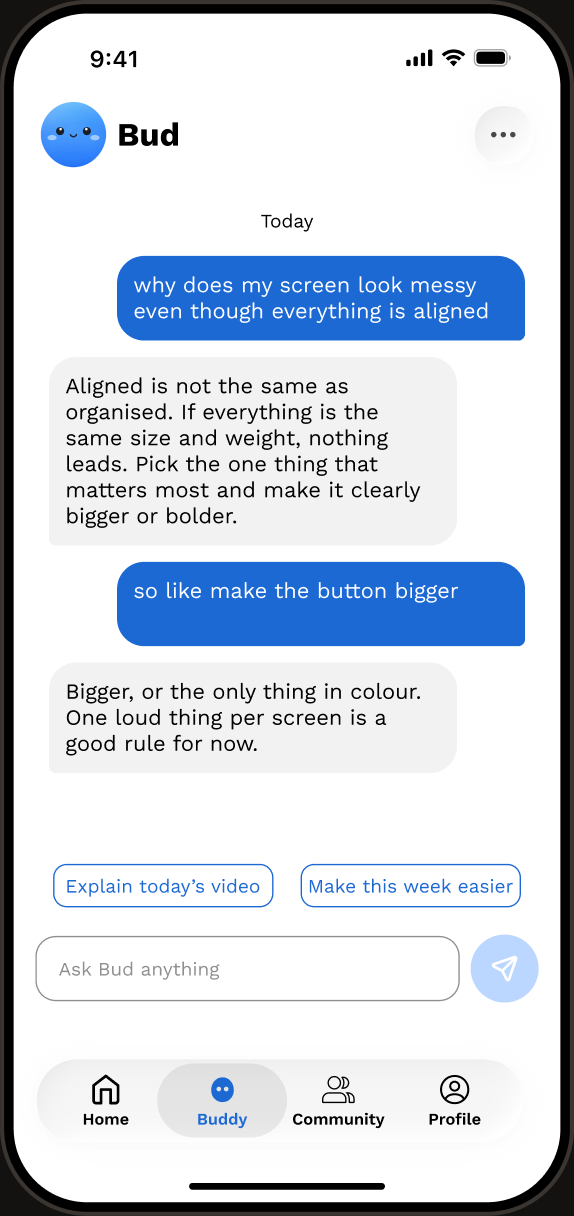 9:41
Bud
Today
why does my screen look messy
even though everything is aligned
Aligned is not the same as
organised. If everything is the
same size and weight, nothing
leads. Pick the one thing that
matters most and make it clearly
bigger or bolder.
so like make the button bigger
Bigger, or the only thing in colour.
One loud thing per screen is a
good rule for now.
Explain today’s video
Make this week easier
Ask Bud anything
Home
Buddy
Community
Profile